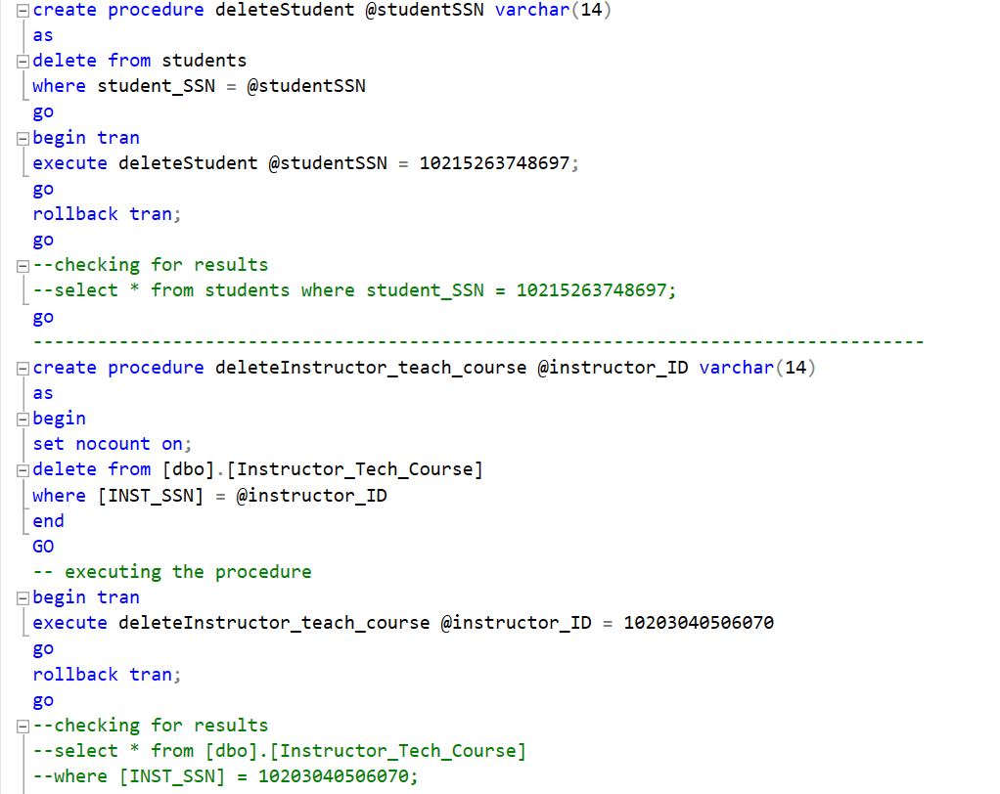 create procedure deleteStudent @studentSSN varchar(14)
as
delete from students
where student_SSN = @studentSSN
go
begin tran
execute deleteStudent @studentSSN = 10215263748697;
go
rollback tran;
go
--checking for results
--select * from students where student_SSN = 10215263748697;
go
-----------------------------------------------------------------------------------
create procedure deleteInstructor_teach_course @instructor_ID varchar(14)
as
begin
set nocount on;
delete from [dbo].[Instructor_Tech_Course]
where [INST_SSN] = @instructor_ID
end
GO
-- executing the procedure
begin tran
execute deleteInstructor_teach_course @instructor_ID = 10203040506070
go
rollback tran;
go
--checking for results
--select * from [dbo].[Instructor_Tech_Course]
--where [INST_SSN] = 10203040506070;